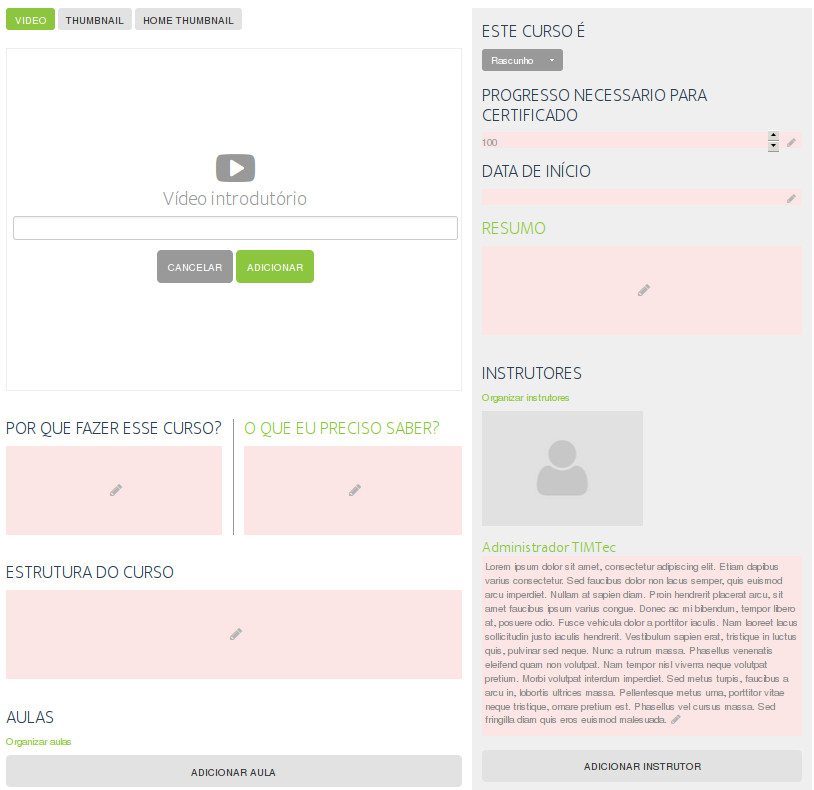 VIDEO
THUMBNAIL
HOME THUMBNAIL
Vídeo introdutório
CANCELAR
ADICIONAR
POR QUE FAZER ESSE CURSO?
O QUE EU PRECISO SABER?
ESTRUTURA DO CURSO
AULAS
Organizar aulas
ADICIONAR AULA
ESTE CURSO É
Rascunho
PROGRESSO NECESSARIO PARA
CERTIFICADO
100
DATA DE INÍCIO
RESUMO
INSTRUTORES
Organizar instrutores
Administrador TIMTec
Lorem ipsum dolor sit amet, consectetur adipiscing elit. Etiam dapibus
varius consectetur. Sed faucibus dolor non lacus semper, quis euismod
arcu imperdiet. Nullam at sapien diam. Proin hendrerit placerat arcu, sit
amet faucibus ipsum varius congue. Donec ac mi bibendum, tempor libero
at, posuere odio. Fusce vehicula dolor a porttitor iaculis. Nam laoreet lacus
sollicitudin justo iaculis hendrerit. Vestibulum sapien erat, tristique in luctus
quis, pulvinar sed neque. Nunc a rutrum massa. Phasellus venenatis
eleifend quam non volutpat. Nam tempor nisl viverra neque volutpat
pretium. Morbi volutpat interdum imperdiet. Sed metus turpis, faucibus a
arcu in, lobortis ultrices massa. Pellentesque metus urna, porttitor vitae
neque tristique, ornare pretium est. Phasellus vel cursus massa. Sed
fringilla diam quis eros euismod malesuada.
ADICIONAR INSTRUTOR